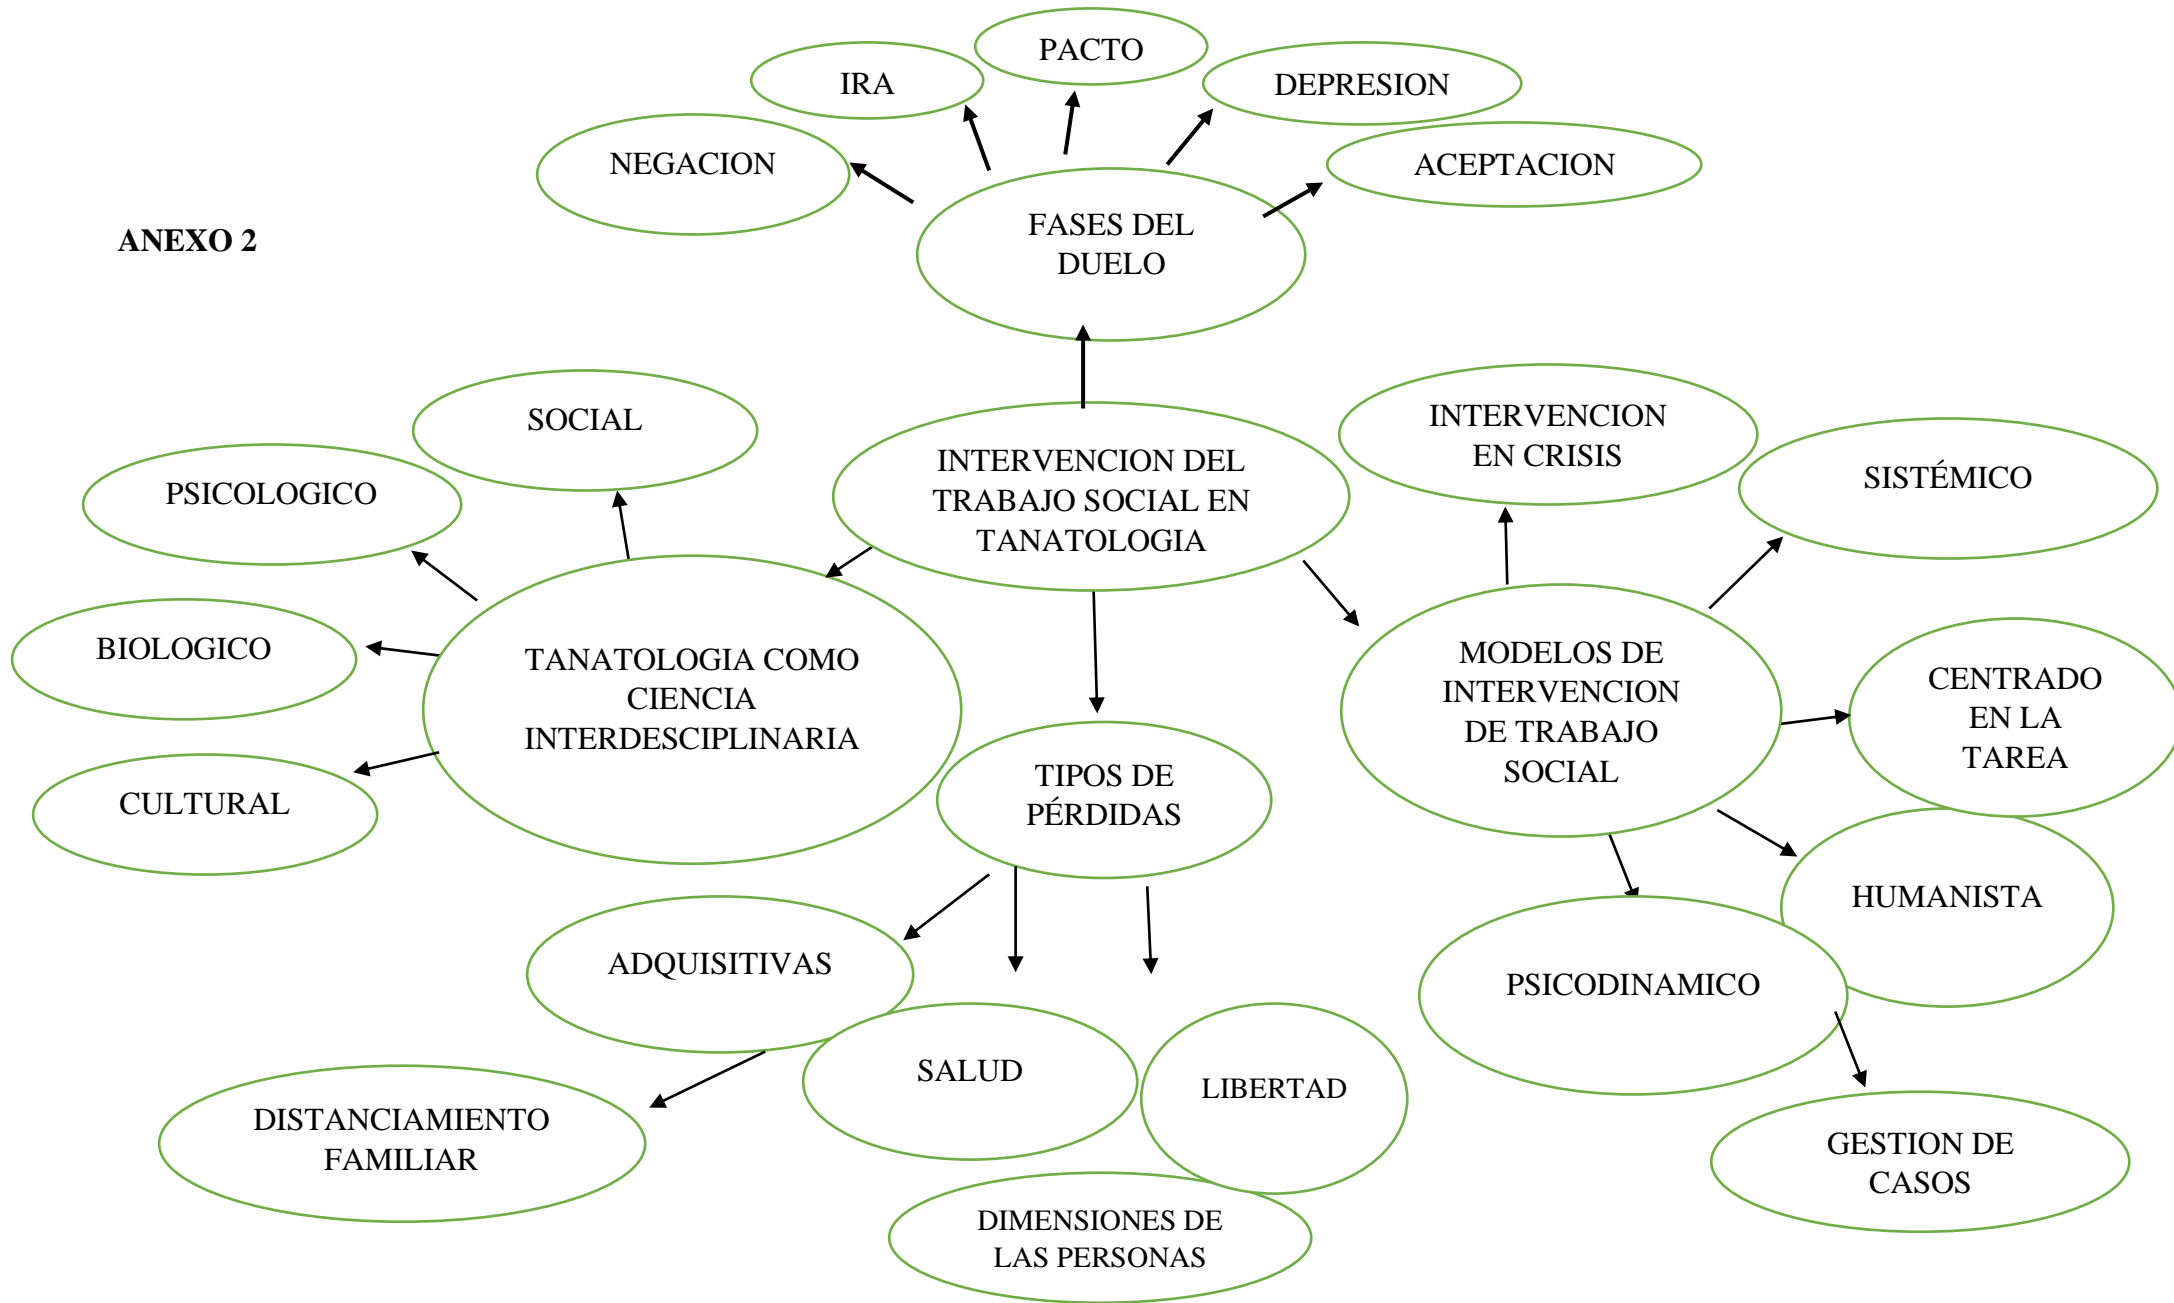 PACTO
IRA
DEPRESION
NEGACION
ACEPTACION
ANEXO 2
FASES DEL
DUELO
SOCIAL
PSICOLOGICO
BIOLOGICO
CULTURAL
INTERVENCION DEL
TRABAJO SOCIAL EN
TANATOLOGIA
INTERVENCION
EN CRISIS
SISTÉMICO
TANATOLOGIA COMO
CIENCIA
INTERDESCIPLINARIA
MODELOS DE
INTERVENCION
DE TRABAJO
SOCIAL
CENTRADO
EN LA
TAREA
TIPOS DE
PÉRDIDAS
HUMANISTA
ADQUISITIVAS
PSICODINAMICO
SALUD
LIBERTAD
DISTANCIAMIENTO
FAMILIAR
GESTION DE
CASOS
DIMENSIONES DE
LAS PERSONAS